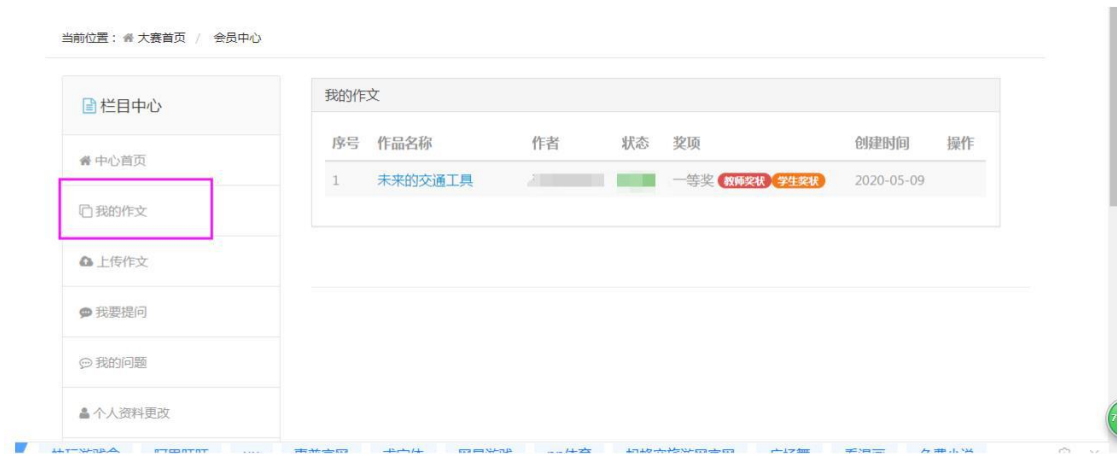 当前位置： 大赛首页 / 会员中心
栏目中心
中心首页
我的作文
上传作文
我要提问
我的问题
个人资料更改
我的作文
序号 作品名称 作者 状态 奖项 创建时间 操作
1 未来的交通工具 一等奖 教师奖状 学生奖状 2020-05-09